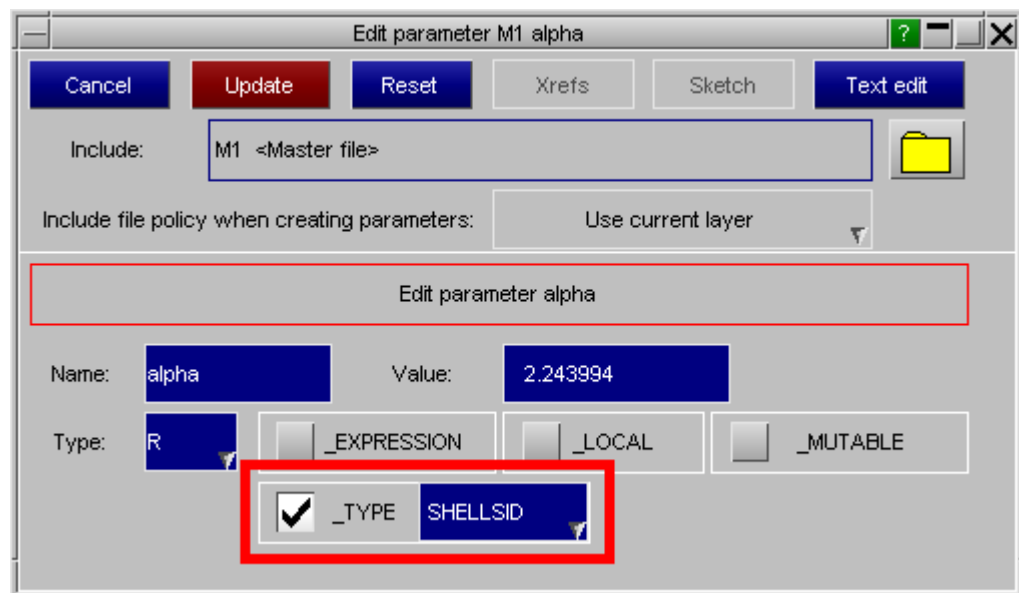 Edit parameter M1 alpha ?
Cancel Update Reset Xrefs Sketch Text edit
Include: M1 <Master file>
Include file policy when creating parameters: Use current layer
Edit parameter alpha
Name: alpha Value: 2.243994
Type: R _EXPRESSION _LOCAL _MUTABLE
_TYPE SHELLSID